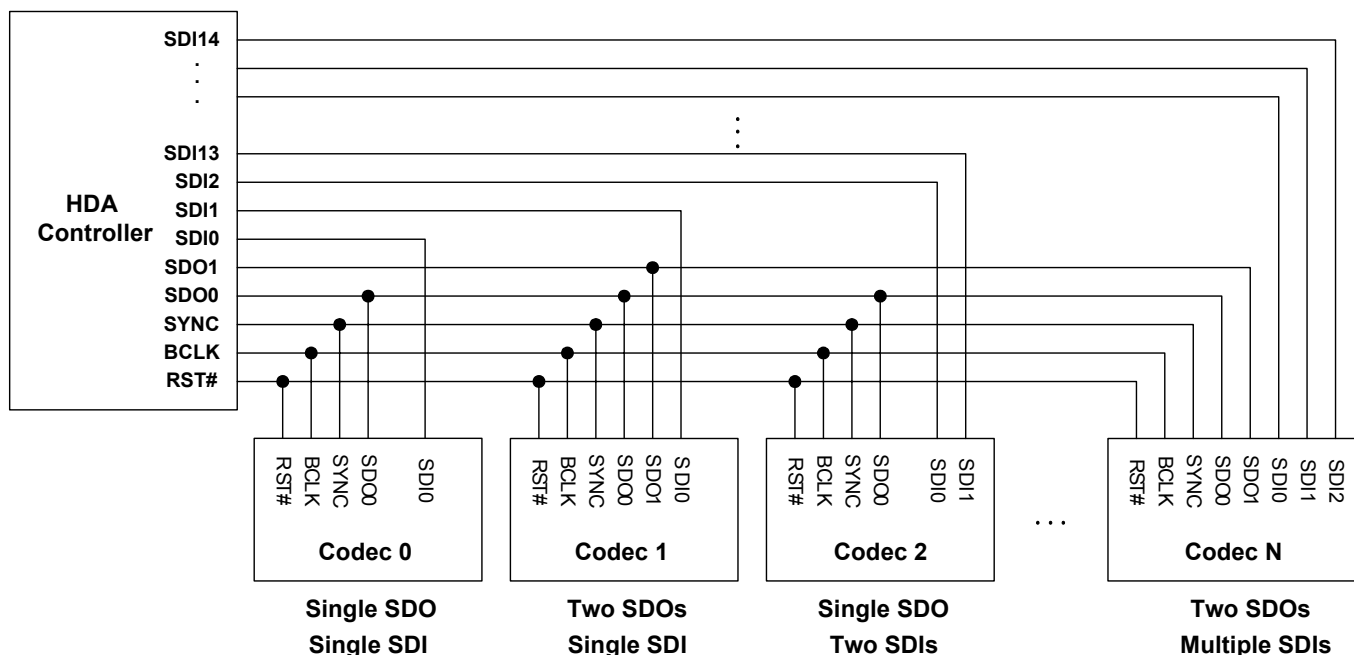 SDI14
.
.
.
SDI13
SDI2
SDI1
SDI0
SDO1
SDO0
SYNC
BCLK
RST#
HDA
Controller
. . .
RST#
BCLK
SYNC
SDO0
SDI0
Codec 0
Single SDO
Single SDI
RST#
BCLK
SYNC
SDO0
SDO1
SDI0
Codec 1
Two SDOs
Single SDI
RST#
BCLK
SYNC
SDO0
SDI0
SDI1
Codec 2
Single SDO
Two SDIs
. . .
RST#
BCLK
SYNC
SDO0
SDO1
SDI0
SDI1
SDI2
Codec N
Two SDOs
Multiple SDIs